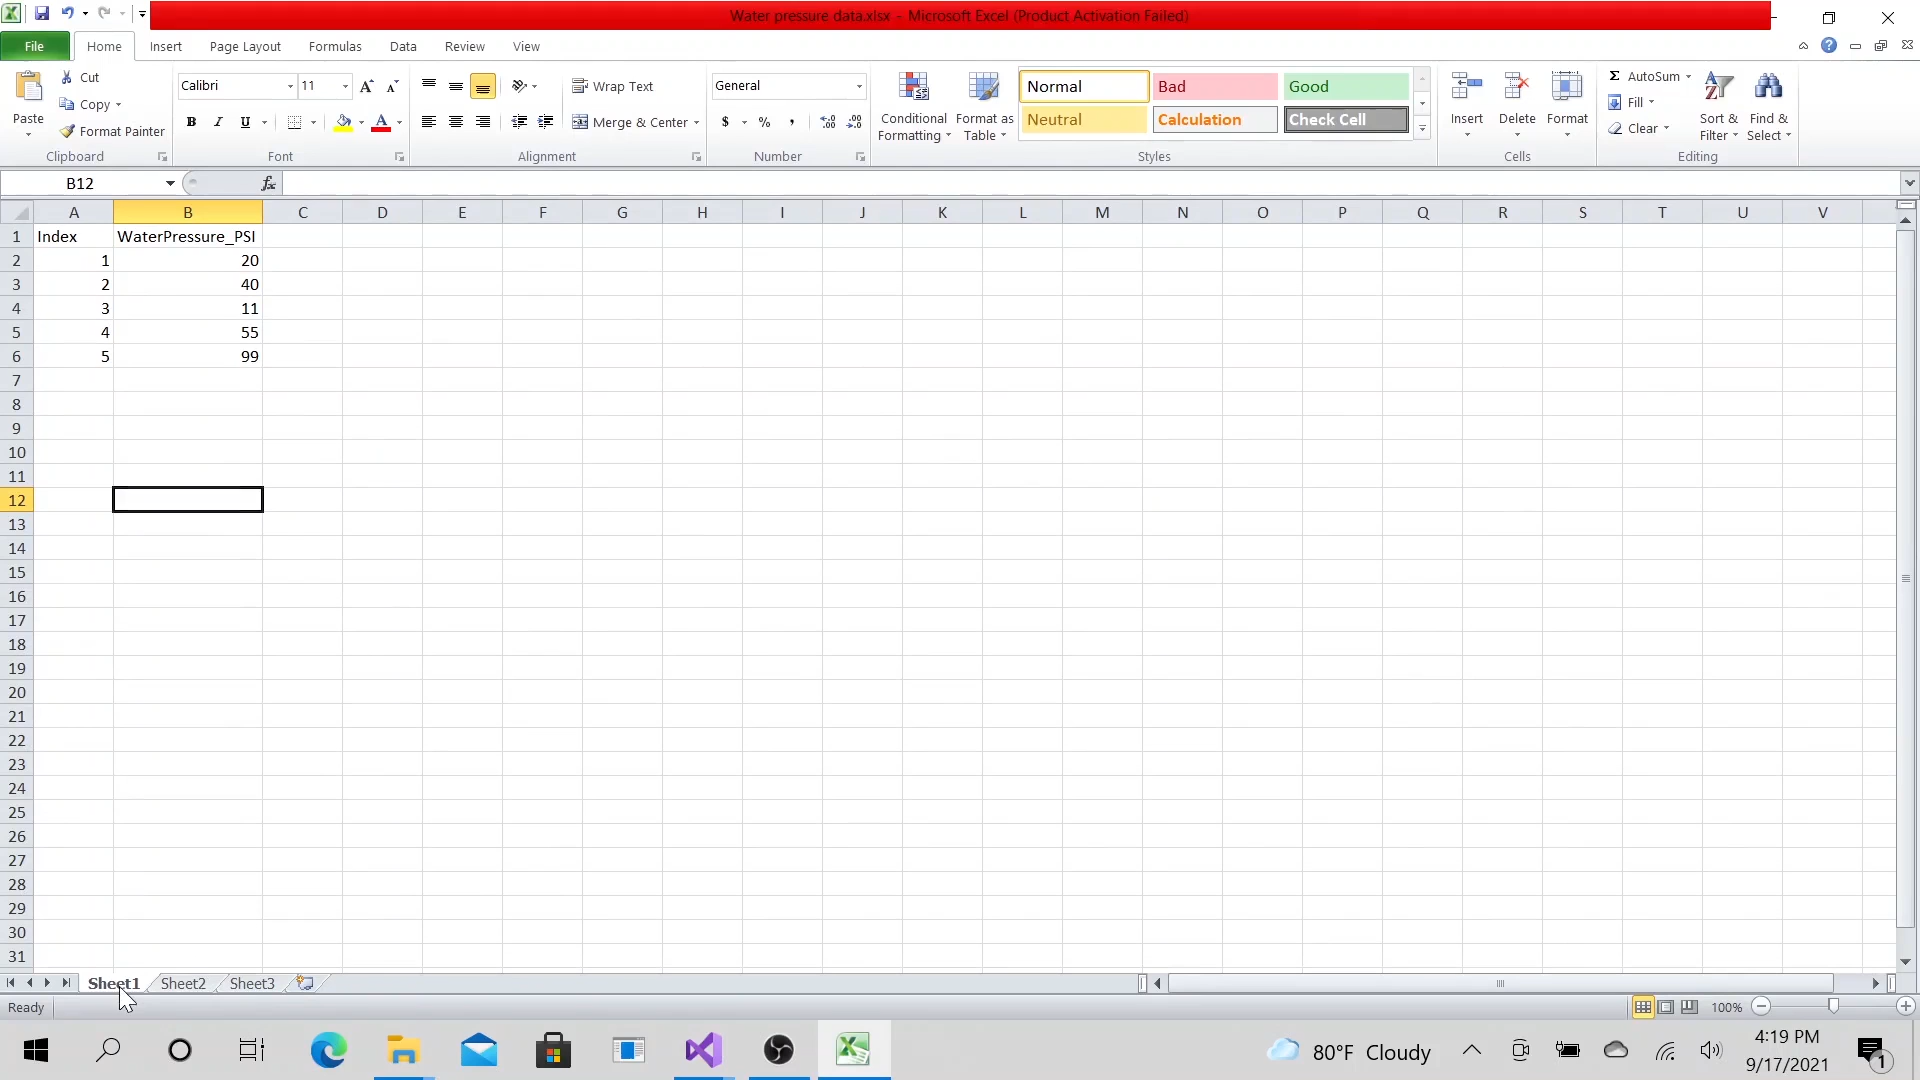 Water pressure data.xlsx - Microsoft Excel (Product Activation Failed)
File Home Insert Page Layout Formulas Data Review View
Paste
Cut
Copy
Format Painter
Clipboard
Calibri 11
B I U
Font
Wrap Text
Merge & Center
Alignment
General
$ % ,
Number
Conditional Formatting
Format as Table
Normal Bad Good
Neutral Calculation Check Cell
Styles
Insert Delete Format
Cells
Σ AutoSum
Fill
Clear
Sort & Filter
Find & Select
Editing
B12 fx
A B C D E F G H I J K L M N O P Q R S T U V
1 Index WaterPressure_PSI
2 1 20
3 2 40
4 3 11
5 4 55
6 5 99
7
8
9
10
11
12
13
14
15
16
17
18
19
20
21
22
23
24
25
26
27
28
29
30
31
Sheet1 Sheet2 Sheet3
Ready 100%
80°F Cloudy
4:19 PM
9/17/2021
1